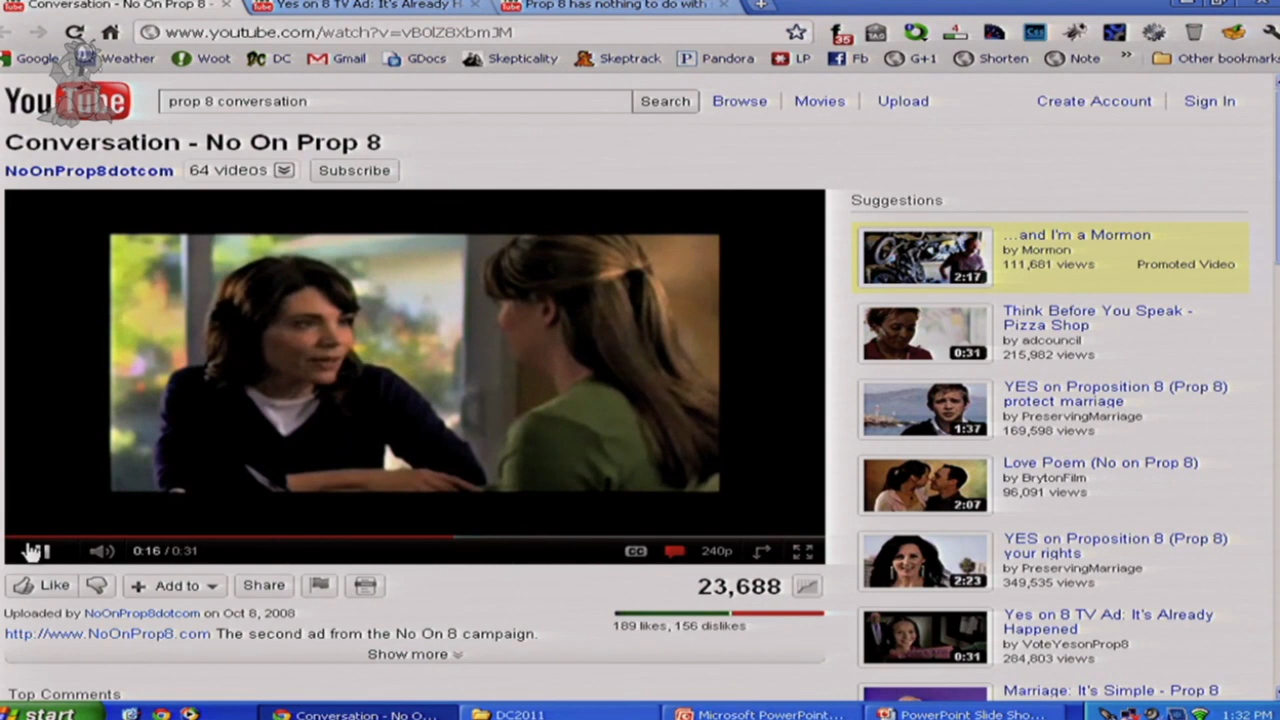 Conversation - No On Prop 8 -
Yes on 8 TV Ad: It's Already H
Prop 8 has nothing to do with
www.youtube.com/watch?v=vB0lZ8XbmJM
35
Google
Weather
Woot
DC
Gmail
GDocs
Skepticality
Skeptrack
Pandora
LP
Fb
G+1
Shorten
Note
»
Other bookmarks
You Tube
prop 8 conversation
Search
Browse
Movies
Upload
Create Account
Sign In
Conversation - No On Prop 8
NoOnProp8dotcom
64 videos
Subscribe
Suggestions
2:17
...and I'm a Mormon
by Mormon
111,681 views
Promoted Video
0:31
Think Before You Speak -
Pizza Shop
by adcouncil
215,982 views
1:37
YES on Proposition 8 (Prop 8)
protect marriage
by PreservingMarriage
169,598 views
2:07
Love Poem (No on Prop 8)
by BrytonFilm
96,091 views
2:23
YES on Proposition 8 (Prop 8)
your rights
by PreservingMarriage
349,535 views
0:31
Yes on 8 TV Ad: It's Already
Happened
by VoteYesonProp8
284,803 views
Marriage: It's Simple - Prop 8
0:16 / 0:31
CC
240p
Like
+ Add to
Share
23,688
Uploaded by NoOnProp8dotcom on Oct 8, 2008
189 likes, 156 dislikes
http://www.NoOnProp8.com The second ad from the No On 8 campaign.
Show more
Top Comments
start
Conversation - No O...
DC2011
Microsoft PowerPoint...
PowerPoint Slide Sho...
1:32 PM